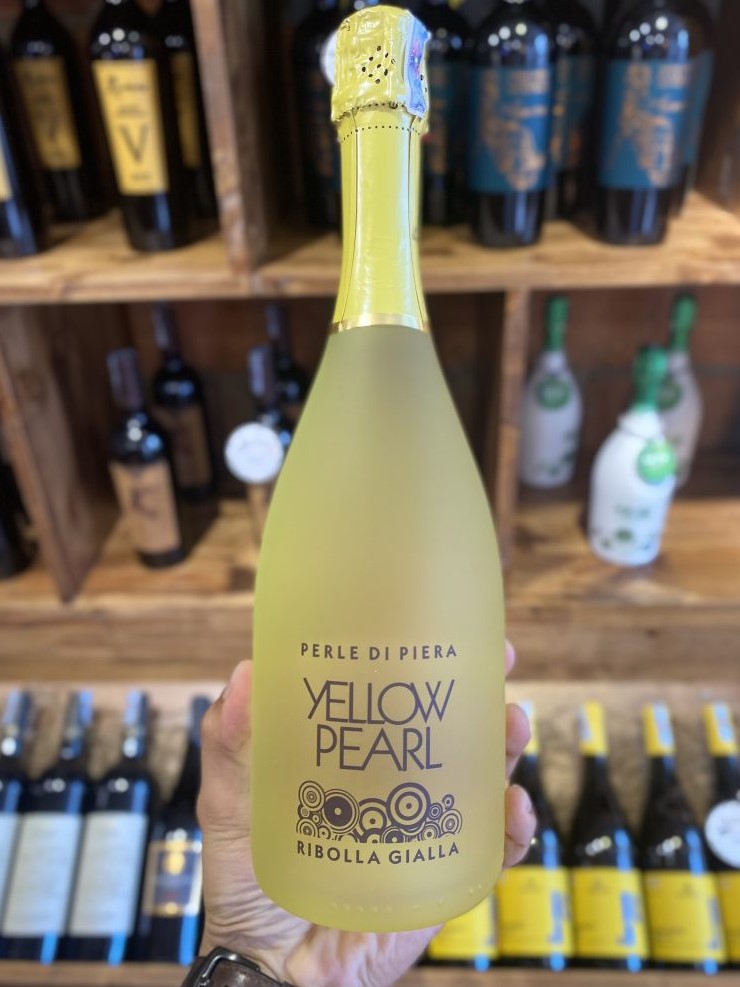 PERLE DI PIERA
YELLOW
PEARL
RIBOLLA GIALLA
V